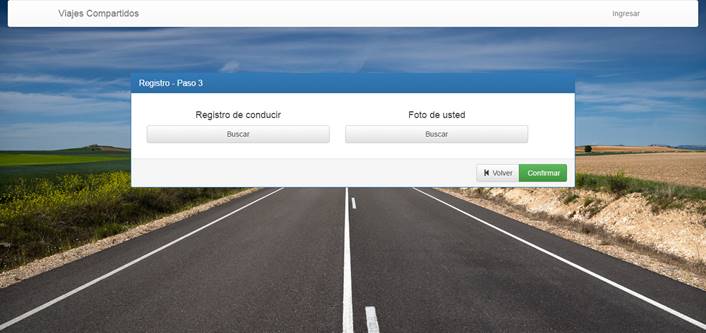 Viajes Compartidos
Ingresar
Registro - Paso 3
Registro de conducir
Foto de usted
Buscar
Buscar
Volver
Confirmar